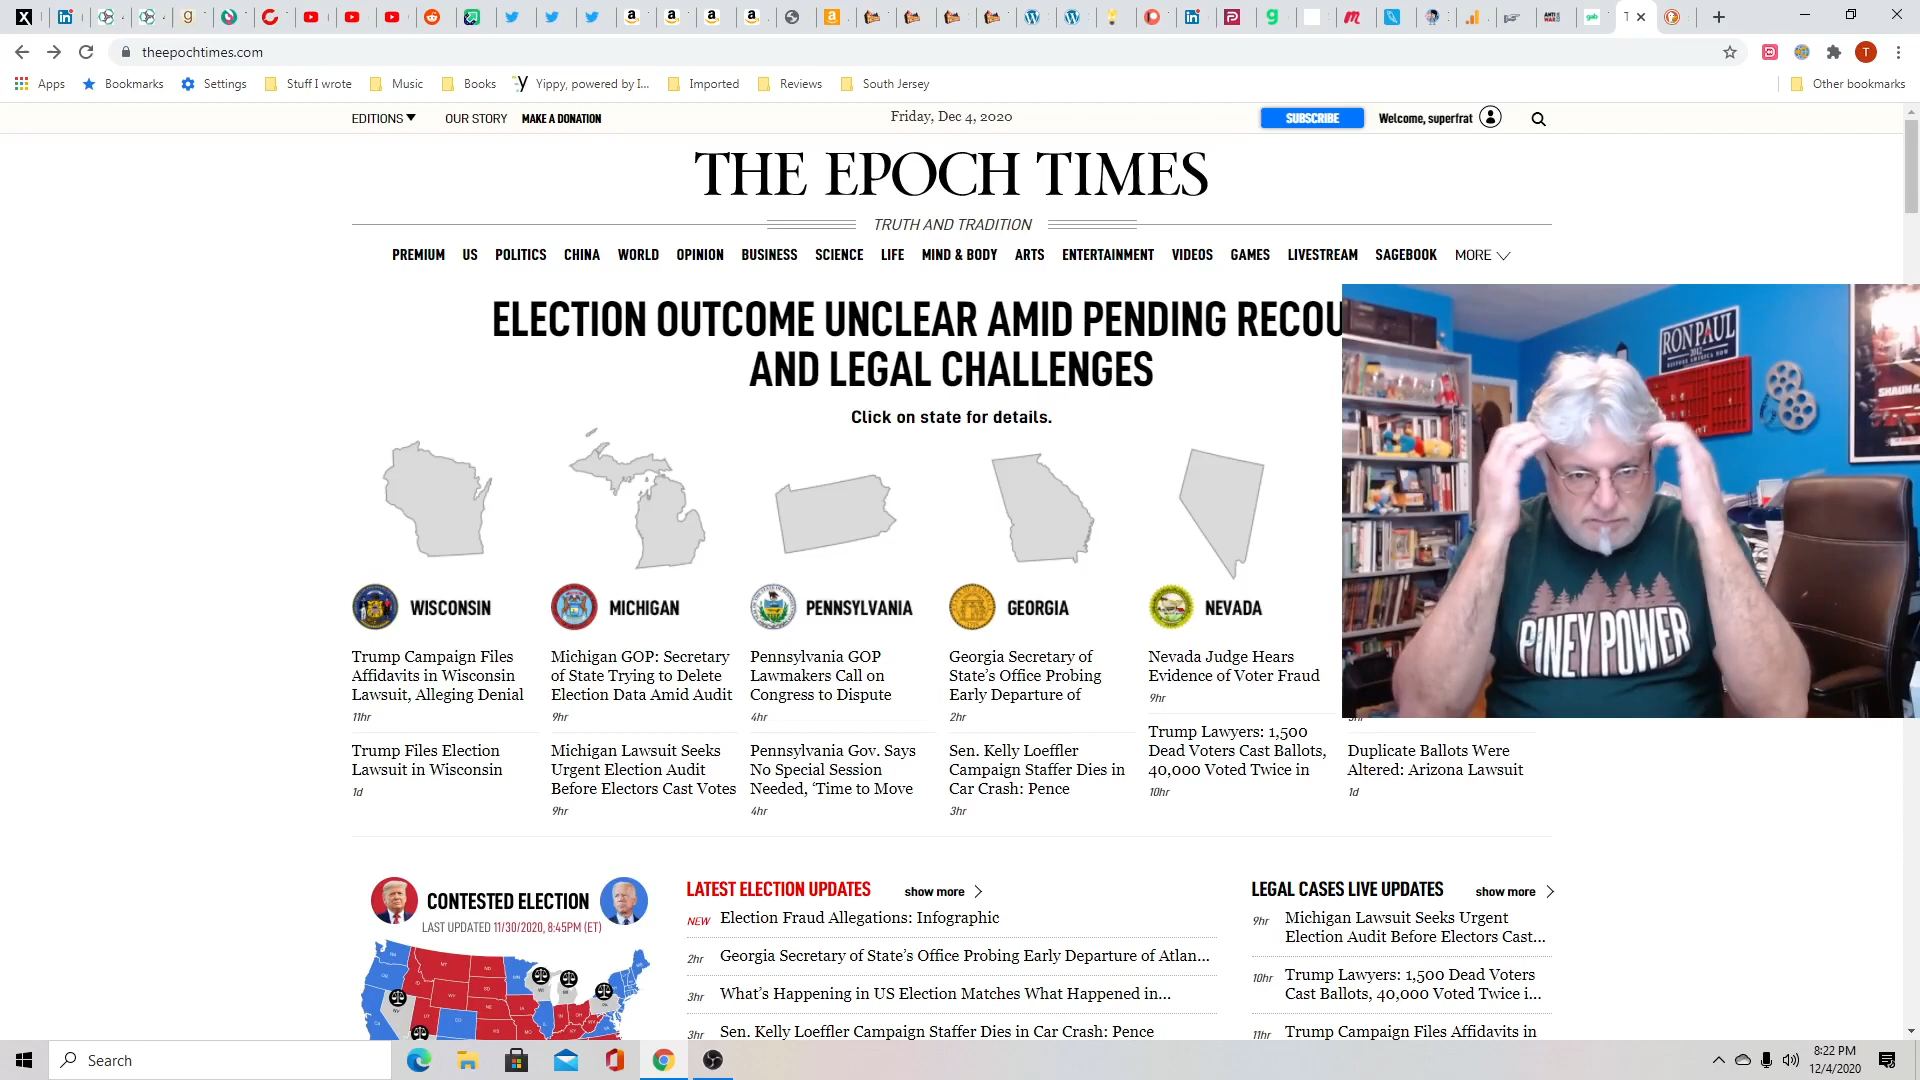 theepochtimes.com
Apps
Bookmarks
Settings
Stuff I wrote
Music
Books
Yippy, powered by I...
Imported
Reviews
South Jersey
Other bookmarks
EDITIONS
OUR STORY
MAKE A DONATION
Friday, Dec 4, 2020
SUBSCRIBE
Welcome, superfrat
THE EPOCH TIMES
TRUTH AND TRADITION
PREMIUM US POLITICS CHINA WORLD OPINION BUSINESS SCIENCE LIFE MIND & BODY ARTS ENTERTAINMENT VIDEOS GAMES LIVESTREAM SAGEBOOK MORE
ELECTION OUTCOME UNCLEAR AMID PENDING RECOU
AND LEGAL CHALLENGES
Click on state for details.
RON PAUL
2012
PINEY POWER
WISCONSIN
Trump Campaign Files
Affidavits in Wisconsin
Lawsuit, Alleging Denial
11hr
Trump Files Election
Lawsuit in Wisconsin
1d
MICHIGAN
Michigan GOP: Secretary
of State Trying to Delete
Election Data Amid Audit
9hr
Michigan Lawsuit Seeks
Urgent Election Audit
Before Electors Cast Votes
9hr
PENNSYLVANIA
Pennsylvania GOP
Lawmakers Call on
Congress to Dispute
4hr
Pennsylvania Gov. Says
No Special Session
Needed, ‘Time to Move
4hr
GEORGIA
Georgia Secretary of
State’s Office Probing
Early Departure of
2hr
Sen. Kelly Loeffler
Campaign Staffer Dies in
Car Crash: Pence
3hr
NEVADA
Nevada Judge Hears
Evidence of Voter Fraud
9hr
Trump Lawyers: 1,500
Dead Voters Cast Ballots,
40,000 Voted Twice in
10hr
Duplicate Ballots Were
Altered: Arizona Lawsuit
1d
CONTESTED ELECTION
LAST UPDATED 11/30/2020, 8:45PM (ET)
LATEST ELECTION UPDATES
show more
NEW Election Fraud Allegations: Infographic
2hr Georgia Secretary of State’s Office Probing Early Departure of Atlan...
3hr What’s Happening in US Election Matches What Happened in...
3hr Sen. Kelly Loeffler Campaign Staffer Dies in Car Crash: Pence
LEGAL CASES LIVE UPDATES
show more
9hr Michigan Lawsuit Seeks Urgent
Election Audit Before Electors Cast...
10hr Trump Lawyers: 1,500 Dead Voters
Cast Ballots, 40,000 Voted Twice i...
11hr Trump Campaign Files Affidavits in
Search
8:22 PM
12/4/2020